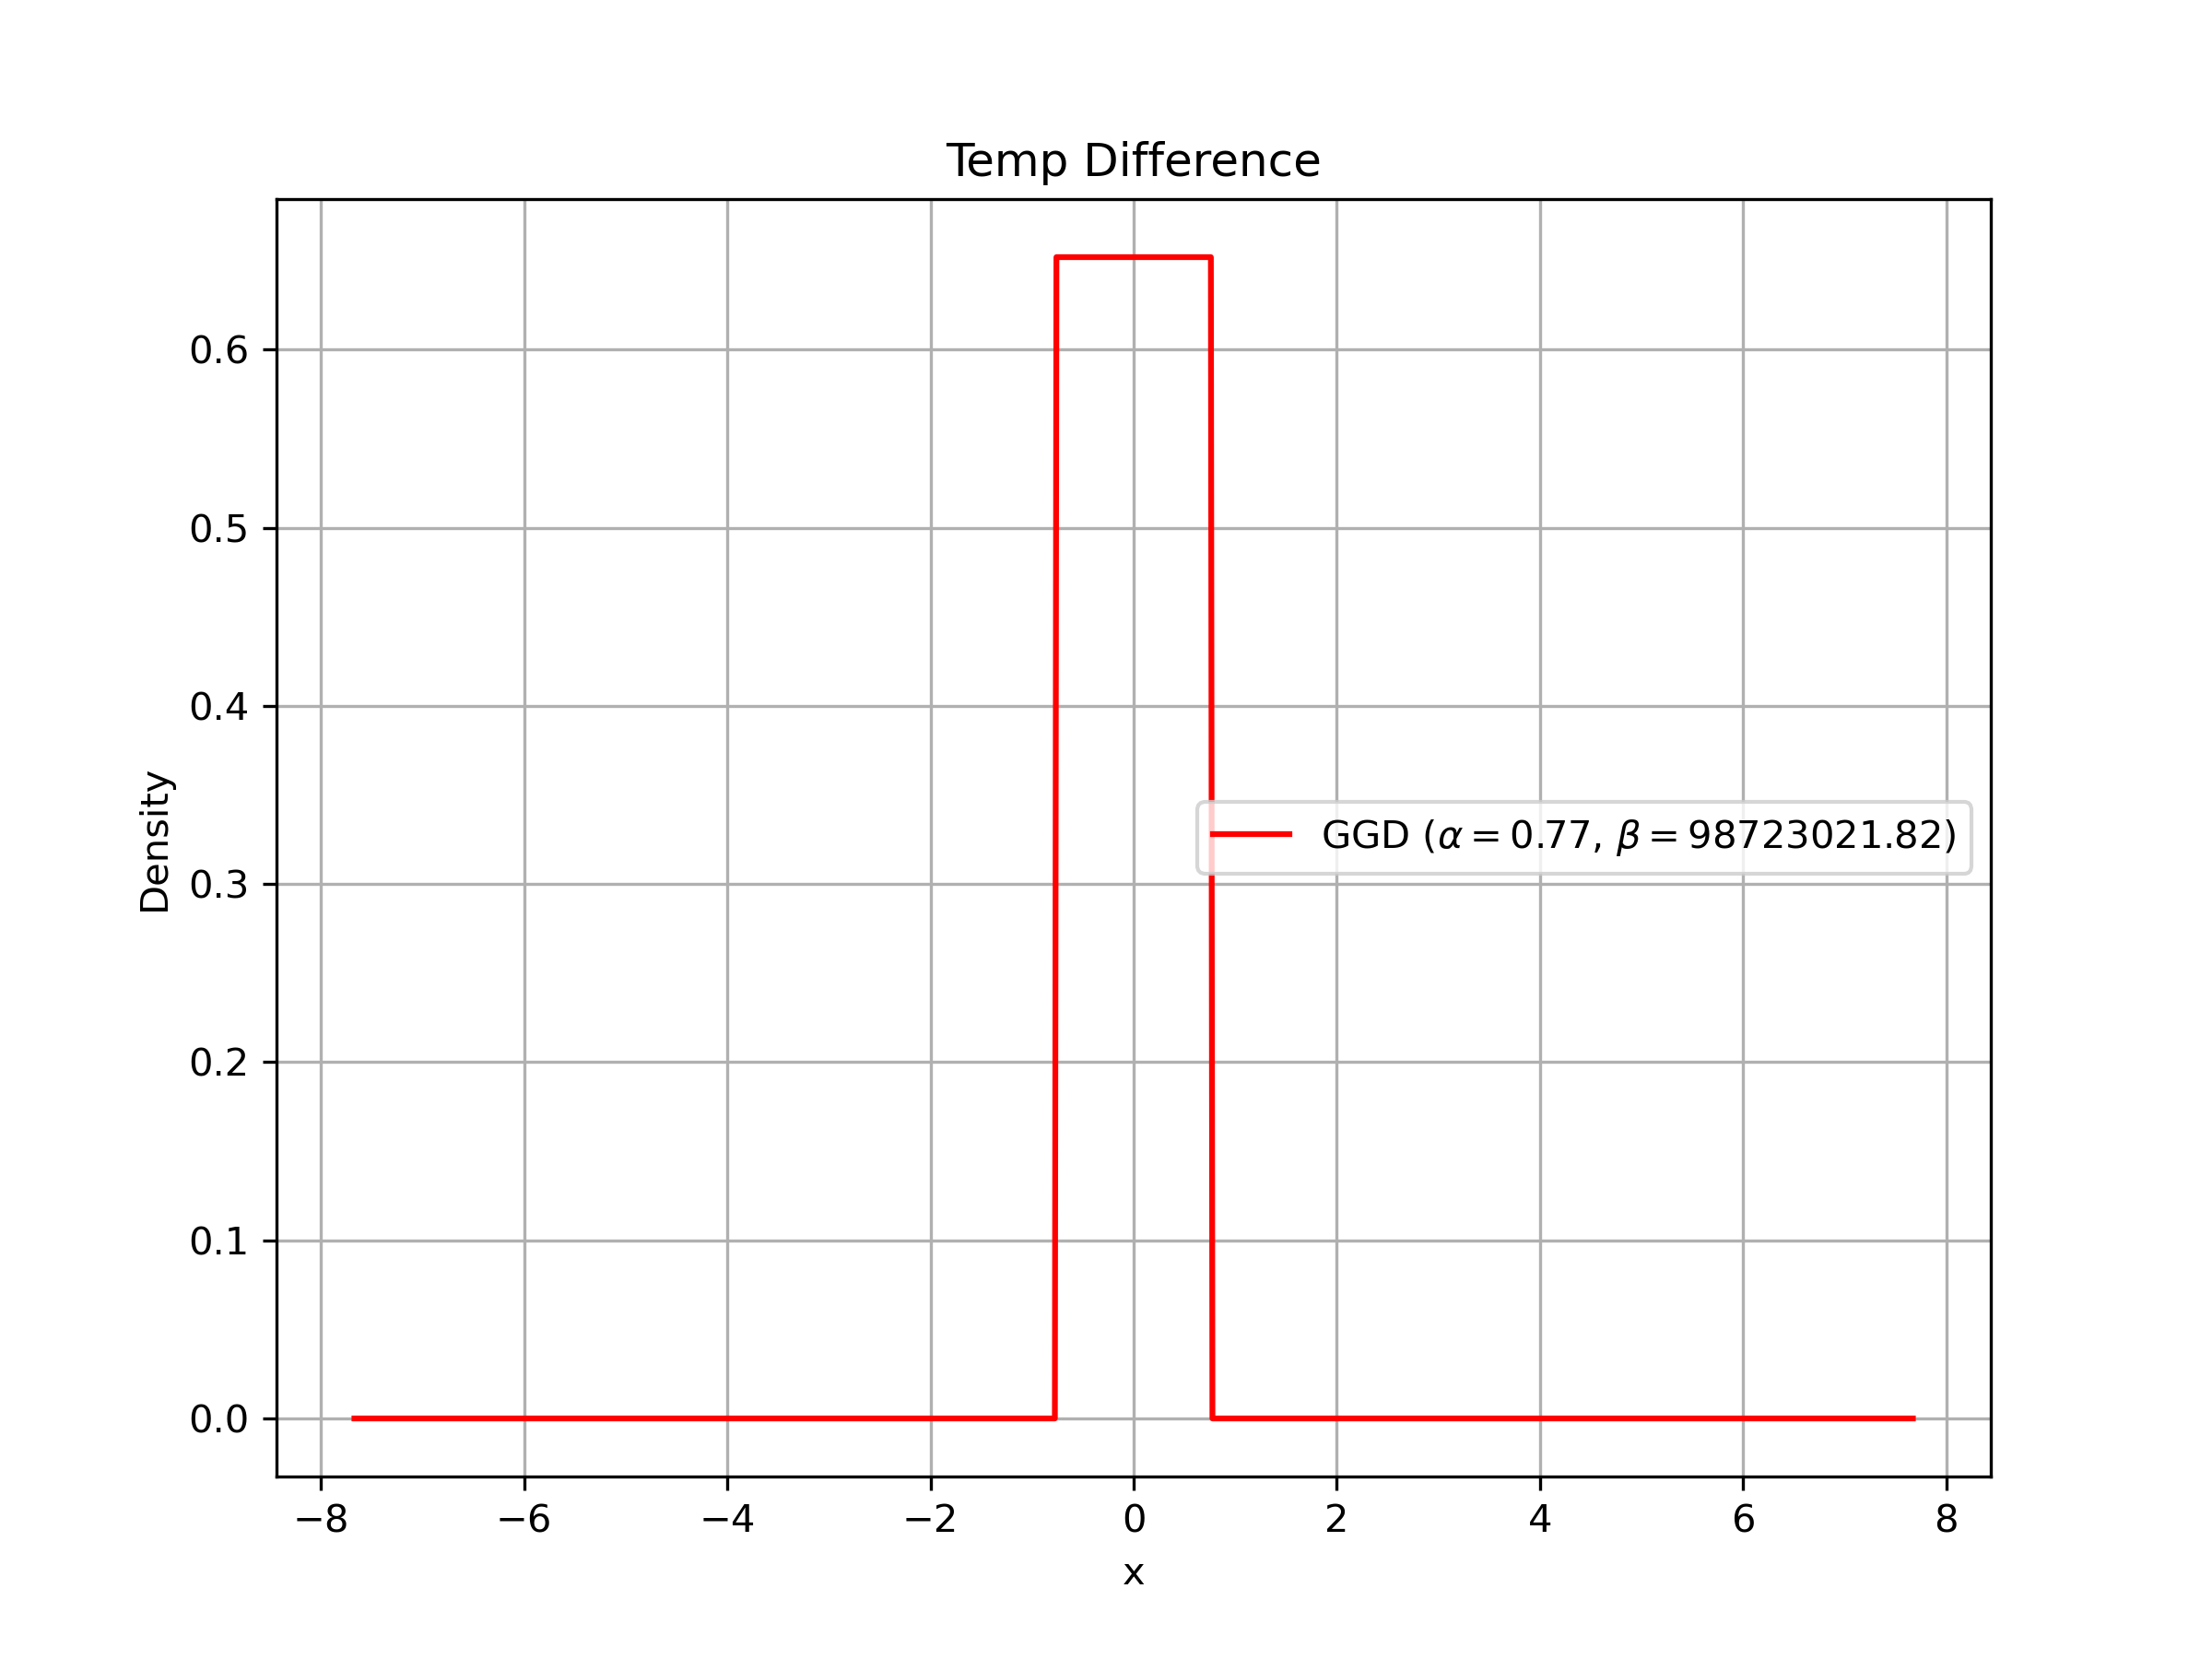 Temp Difference
Density
0.6
0.5
0.4
0.3
0.2
0.1
0.0
GGD (α = 0.77, β = 98723021.82)
−8 −6 −4 −2 0 2 4 6 8
x